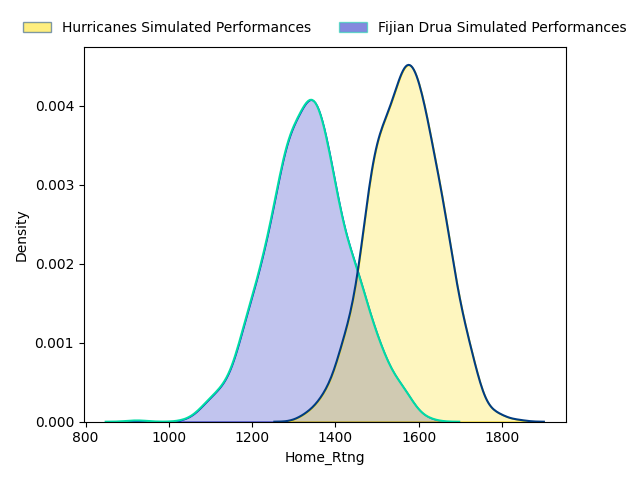 Hurricanes Simulated Performances Fijian Drua Simulated Performances
0.004
0.003
0.002
0.001
0.000
Density
800 1000 1200 1400 1600 1800
Home_Rtng